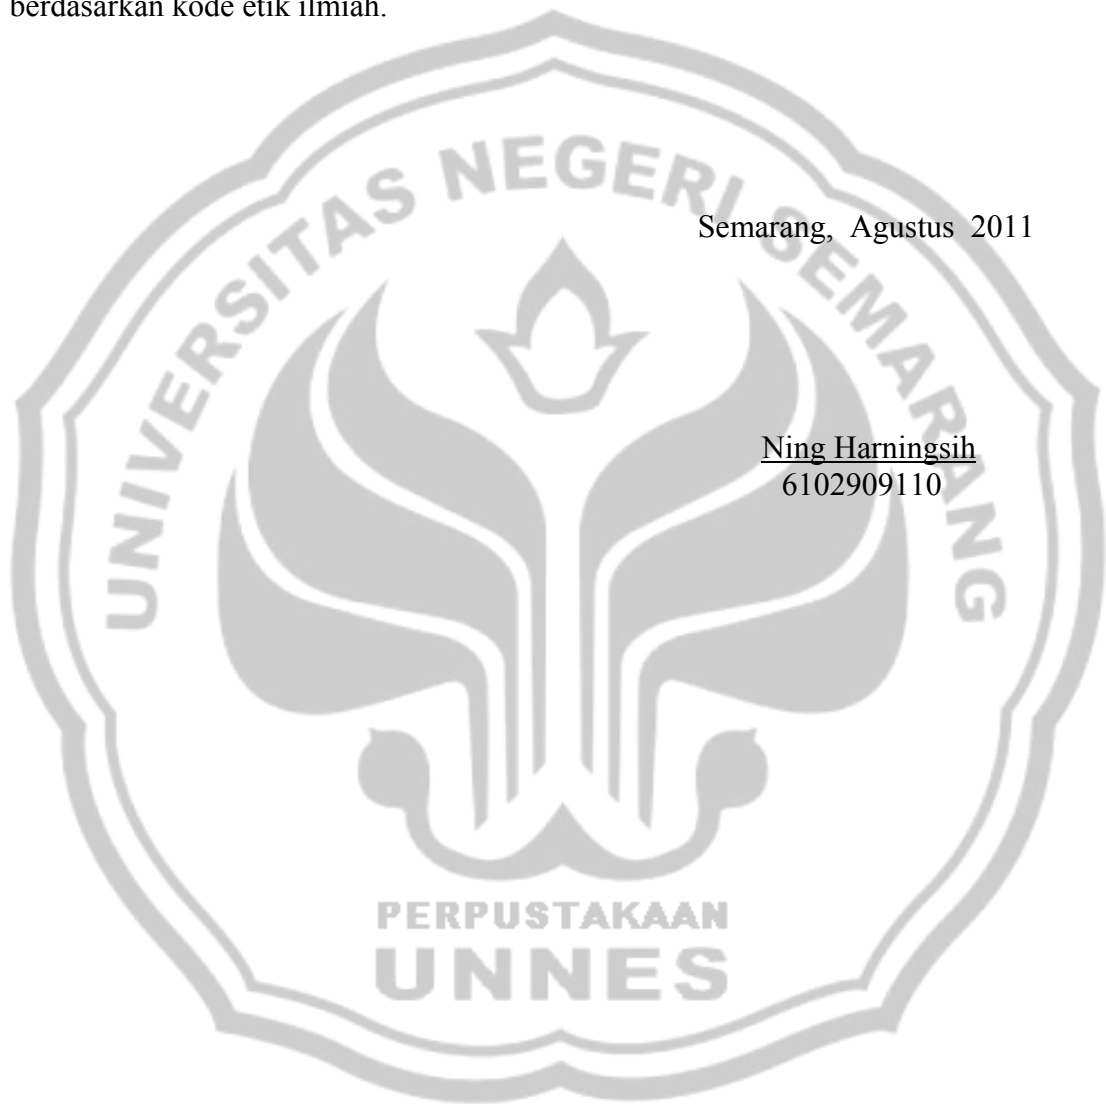 berdasarkan kode etik ilmiah.
UNIVERSITAS NEGERI SEMARANG
Semarang, Agustus 2011
Ning Harningsih
6102909110
PERPUSTAKAAN
UNNES